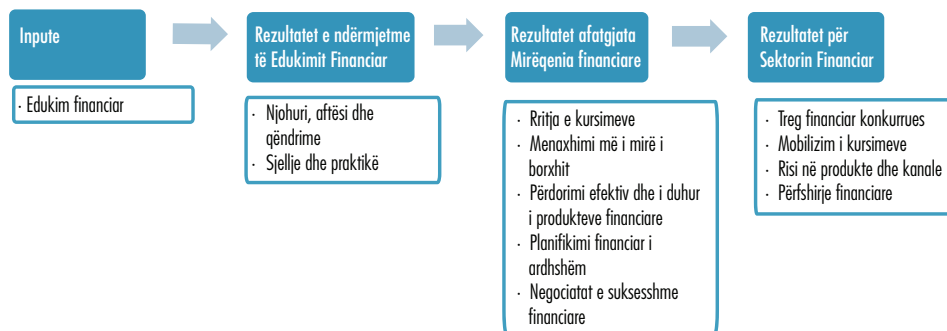 Inpute
· Edukim financiar
Rezultatet e ndërmjetme
të Edukimit Financiar
· Njohuri, aftësi dhe
qëndrime
· Sjellje dhe praktikë
Rezultatet afatgjata
Mirëqenia financiare
· Rritja e kursimeve
· Menaxhimi më i mirë i
borxhit
· Përdorimi efektiv dhe i duhur
i produkteve financiare
· Planifikimi financiar i
ardhshëm
· Negociatat e suksesshme
financiare
Rezultatet për
Sektorin Financiar
· Treg financiar konkurrues
· Mobilizim i kursimeve
· Risi në produkte dhe kanale
· Përfshirje financiare